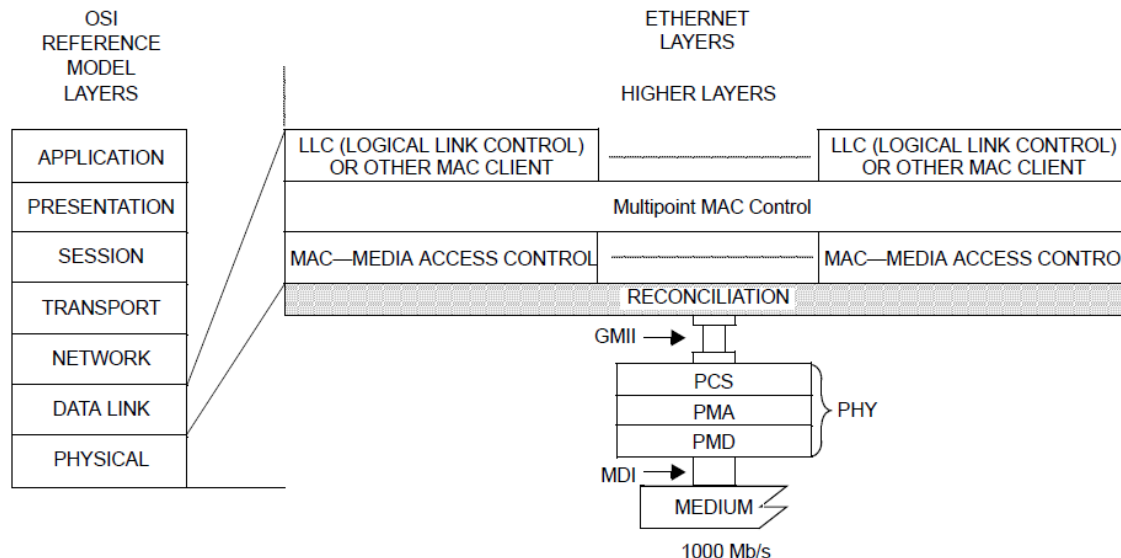 OSI
REFERENCE
MODEL
LAYERS
ETHERNET
LAYERS
HIGHER LAYERS
APPLICATION
PRESENTATION
SESSION
TRANSPORT
NETWORK
DATA LINK
PHYSICAL
LLC (LOGICAL LINK CONTROL)
OR OTHER MAC CLIENT
LLC (LOGICAL LINK CONTROL)
OR OTHER MAC CLIENT
Multipoint MAC Control
MAC—MEDIA ACCESS CONTROL
MAC—MEDIA ACCESS CONTRO
RECONCILIATION
GMII
PCS
PMA
PMD
PHY
MDI
MEDIUM
1000 Mb/s